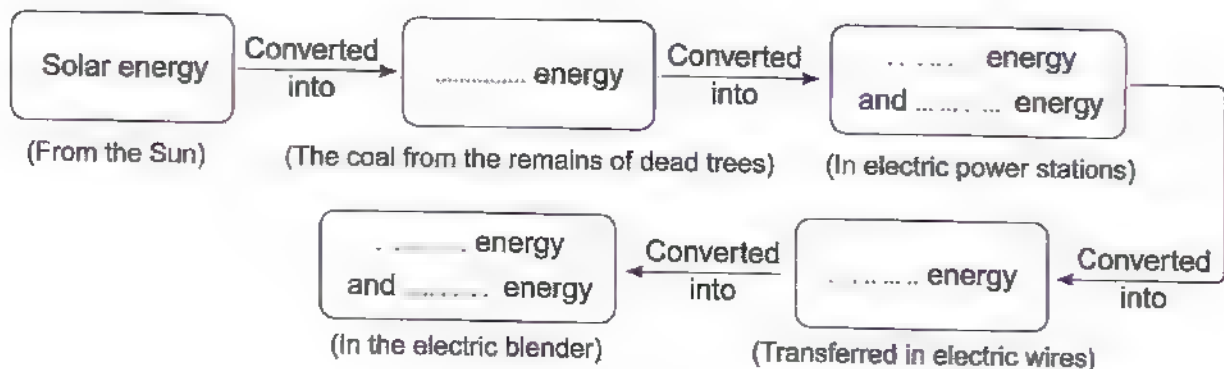 Solar energy
Converted
into
............ energy
Converted
into
........ energy
and ........ energy
(From the Sun)
(The coal from the remains of dead trees)
(In electric power stations)
............ energy
and ............ energy
Converted
into
............ energy
Converted
into
(In the electric blender)
(Transferred in electric wires)